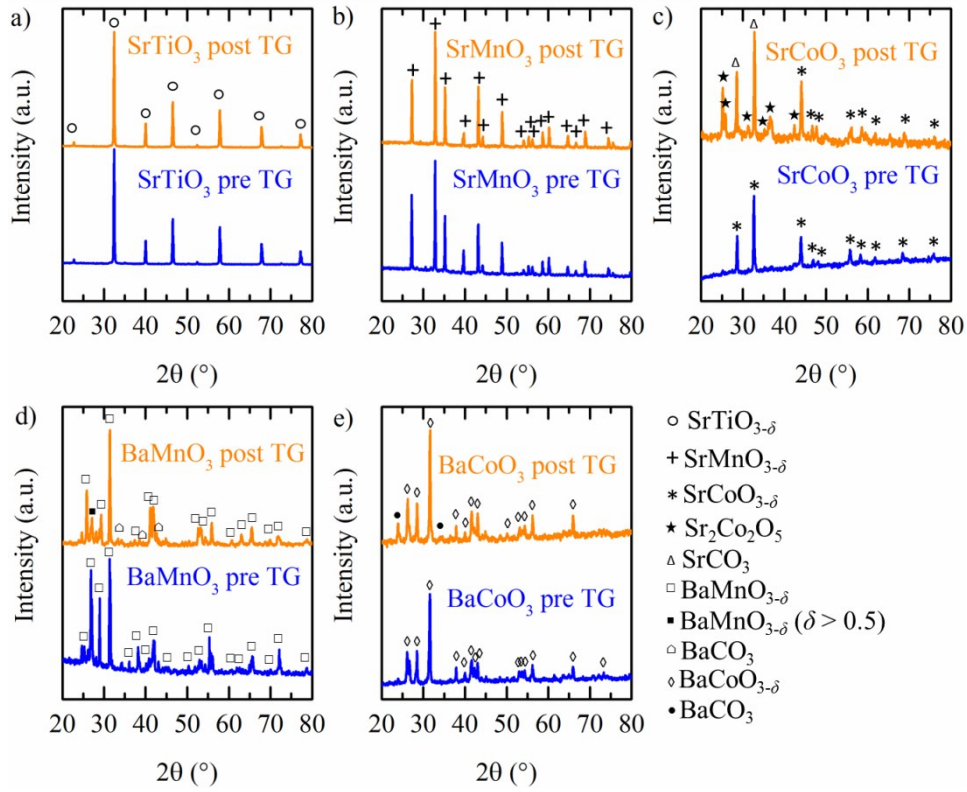 a)
Intensity (a.u.)
SrTiO₃ post TG
SrTiO₃ pre TG
20 30 40 50 60 70 80
2θ (°)
b)
Intensity (a.u.)
SrMnO₃ post TG
SrMnO₃ pre TG
20 30 40 50 60 70 80
2θ (°)
c)
Intensity (a.u.)
SrCoO₃ post TG
SrCoO₃ pre TG
20 30 40 50 60 70 80
2θ (°)
d)
Intensity (a.u.)
BaMnO₃ post TG
BaMnO₃ pre TG
20 30 40 50 60 70 80
2θ (°)
e)
Intensity (a.u.)
BaCoO₃ post TG
BaCoO₃ pre TG
20 30 40 50 60 70 80
2θ (°)
SrTiO₃₋δ
SrMnO₃₋δ
SrCoO₃₋δ
Sr₂Co₂O₅
SrCO₃
BaMnO₃₋δ
BaMnO₃₋δ (δ > 0.5)
BaCO₃
BaCoO₃₋δ
BaCO₃